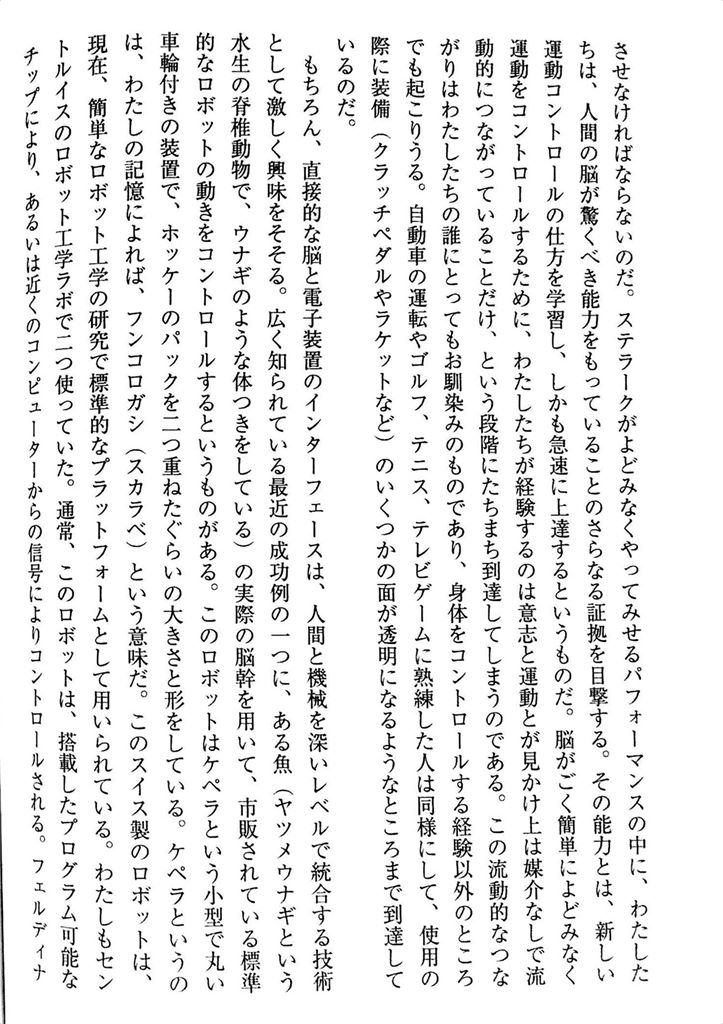 させなければならないのだ。ステラークがよどみなくやってみせるパフォーマンスの中に、わたした
ちは、人間の脳が驚くべき能力をもっていることのさらなる証拠を目撃する。その能力とは、新しい
運動コントロールの仕方を学習し、しかも急速に上達するというものだ。脳がごく簡単によどみなく
運動をコントロールするために、わたしたちが経験するのは意志と運動とが見かけ上は媒介なしで流
動的につながっていることだけ、という段階にたちまち到達してしまうのである。この流動的なつな
がりはわたしたちの誰にとってもお馴染みのものであり、身体をコントロールする経験以外のところ
でも起こりうる。自動車の運転やゴルフ、テニス、テレビゲームに熟練した人は同様にして、使用の
際に装備（クラッチペダルやラケットなど）のいくつかの面が透明になるようなところまで到達して
いるのだ。
もちろん、直接的な脳と電子装置のインターフェースは、人間と機械を深いレベルで統合する技術
として激しく興味をそそる。広く知られている最近の成功例の一つに、ある魚（ヤツメウナギという
水生の脊椎動物で、ウナギのような体つきをしている）の実際の脳幹を用いて、市販されている標準
的なロボットの動きをコントロールするというものがある。このロボットはケペラという小型で丸い
車輪付きの装置で、ホッケーのパックを二つ重ねたぐらいの大きさと形をしている。ケペラというの
は、わたしの記憶によれば、フンコロガシ（スカラベ）という意味だ。このスイス製のロボットは、
現在、簡単なロボット工学の研究で標準的なプラットフォームとして用いられている。わたしもセン
トルイスのロボット工学ラボで二つ使っていた。通常、このロボットは、搭載したプログラム可能な
チップにより、あるいは近くのコンピューターからの信号によりコントロールされる。フェルディナ